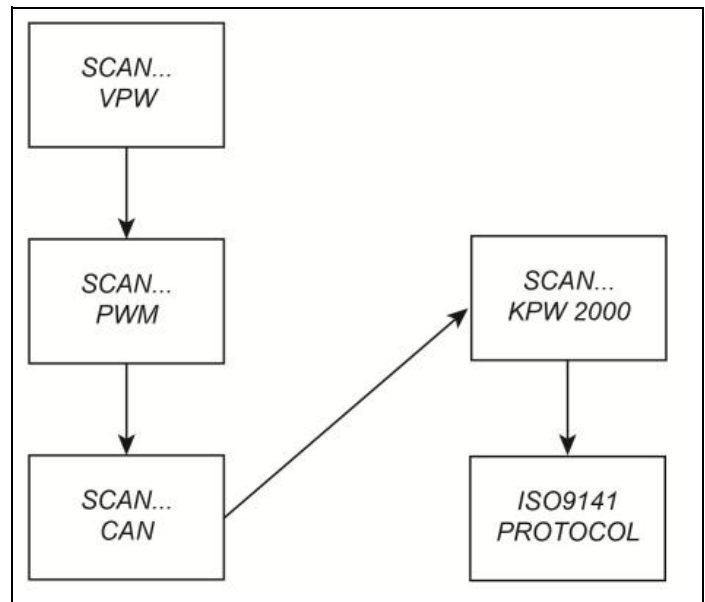 SCAN...
VPW
SCAN...
PWM
SCAN...
CAN
SCAN...
KPW 2000
ISO9141
PROTOCOL